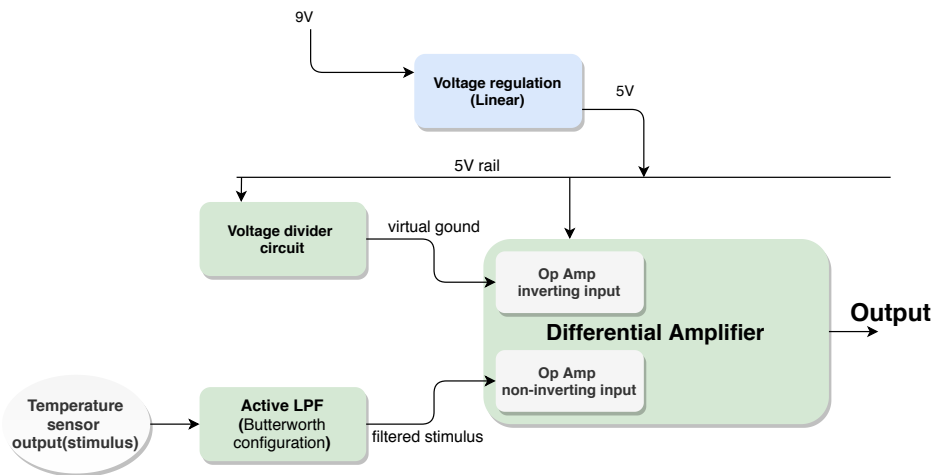 9V
Voltage regulation
(Linear)
5V
5V rail
Voltage divider
circuit
virtual gound
Op Amp
inverting input
Differential Amplifier
Output
Op Amp
non-inverting input
Temperature
sensor
output(stimulus)
Active LPF
(Butterworth
configuration)
filtered stimulus